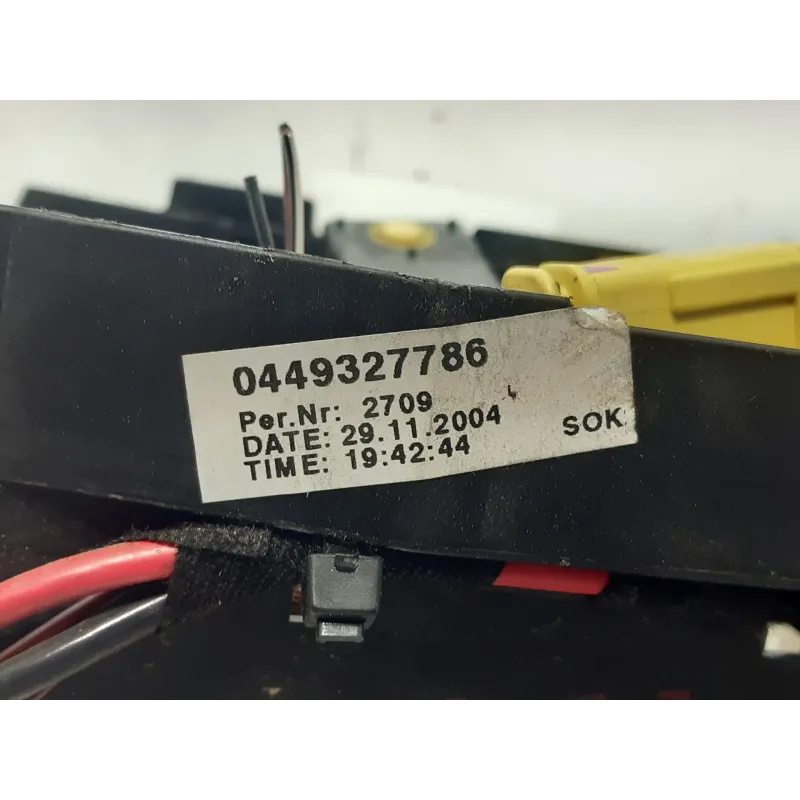 0449327786
Per.Nr: 2709
DATE: 29.11.2004 SOK
TIME: 19:42:44